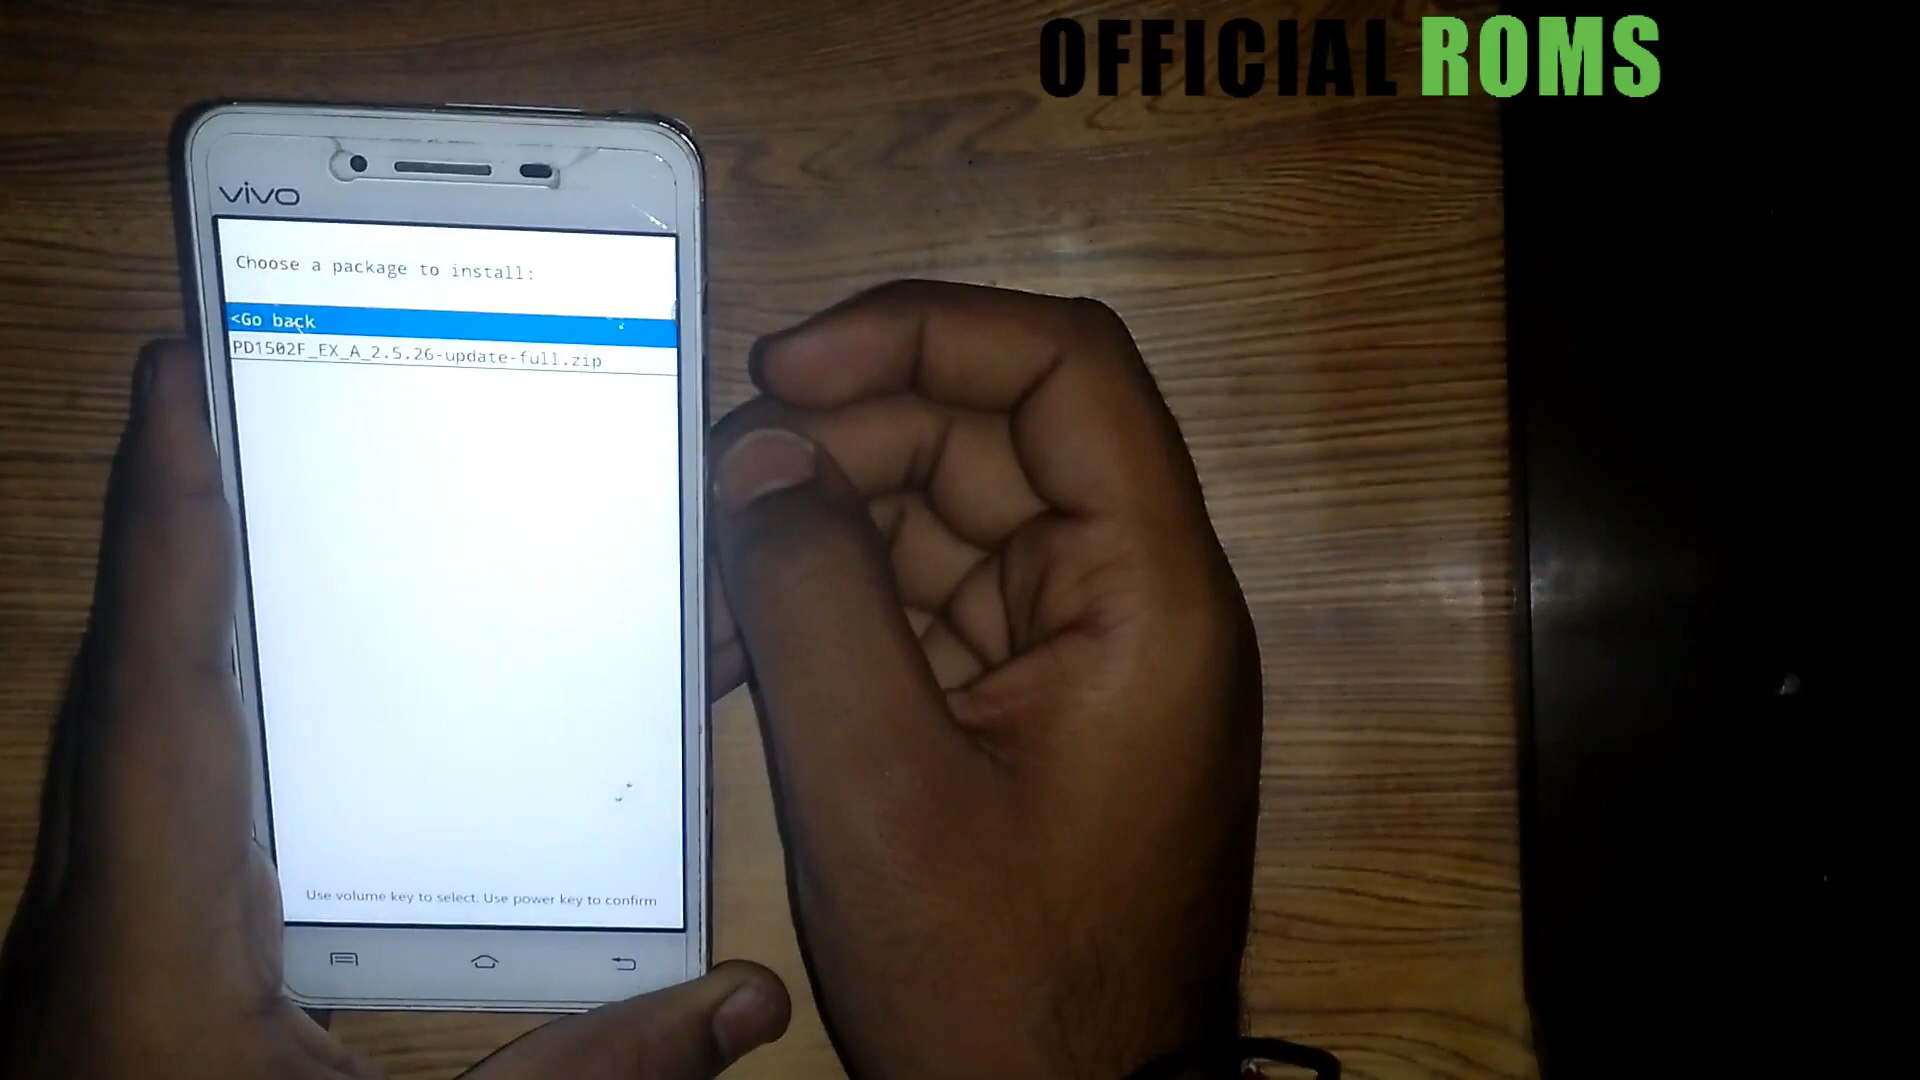 OFFICIAL ROMS
vivo
Choose a package to install:
<Go back
PD1502F_EX_A_2.5.26-update-full.zip
Use volume key to select. Use power key to confirm